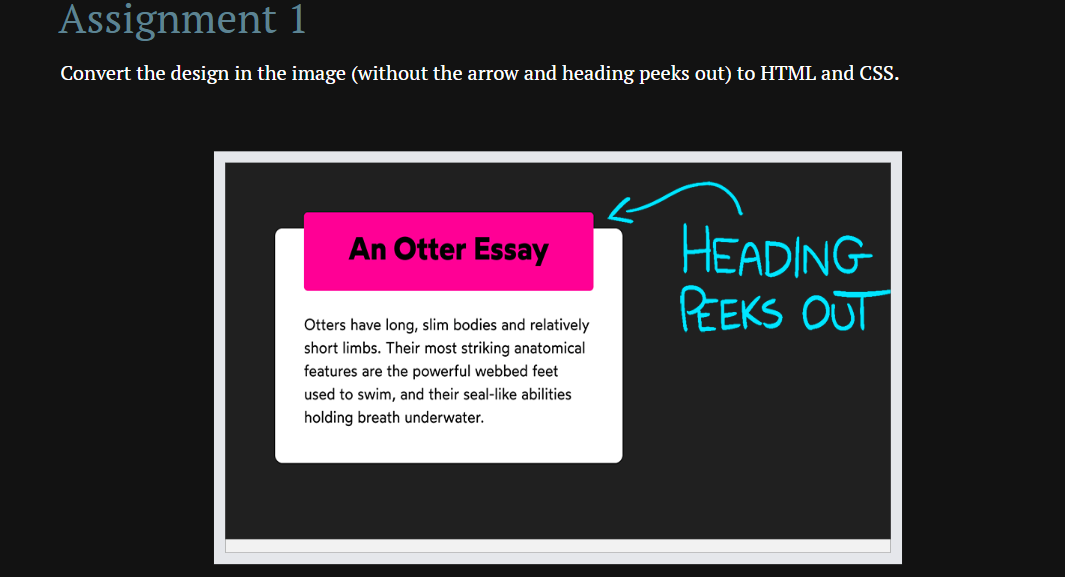 Assignment 1
Convert the design in the image (without the arrow and heading peeks out) to HTML and CSS.
An Otter Essay
Otters have long, slim bodies and relatively
short limbs. Their most striking anatomical
features are the powerful webbed feet
used to swim, and their seal-like abilities
holding breath underwater.
HEADING
PEEKS OUT